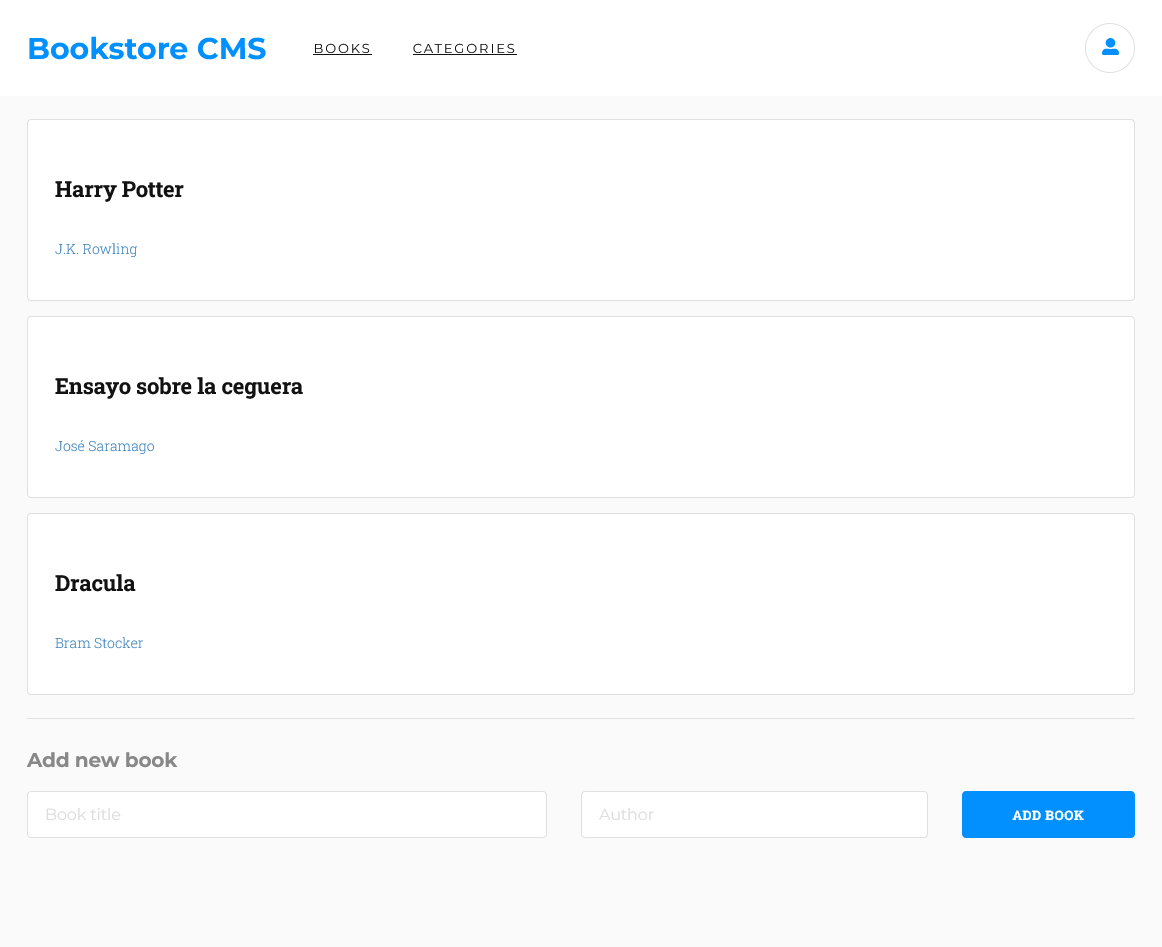 Bookstore CMS BOOKS CATEGORIES
Harry Potter
J.K. Rowling
Ensayo sobre la ceguera
José Saramago
Dracula
Bram Stocker
Add new book
Book title Author ADD BOOK